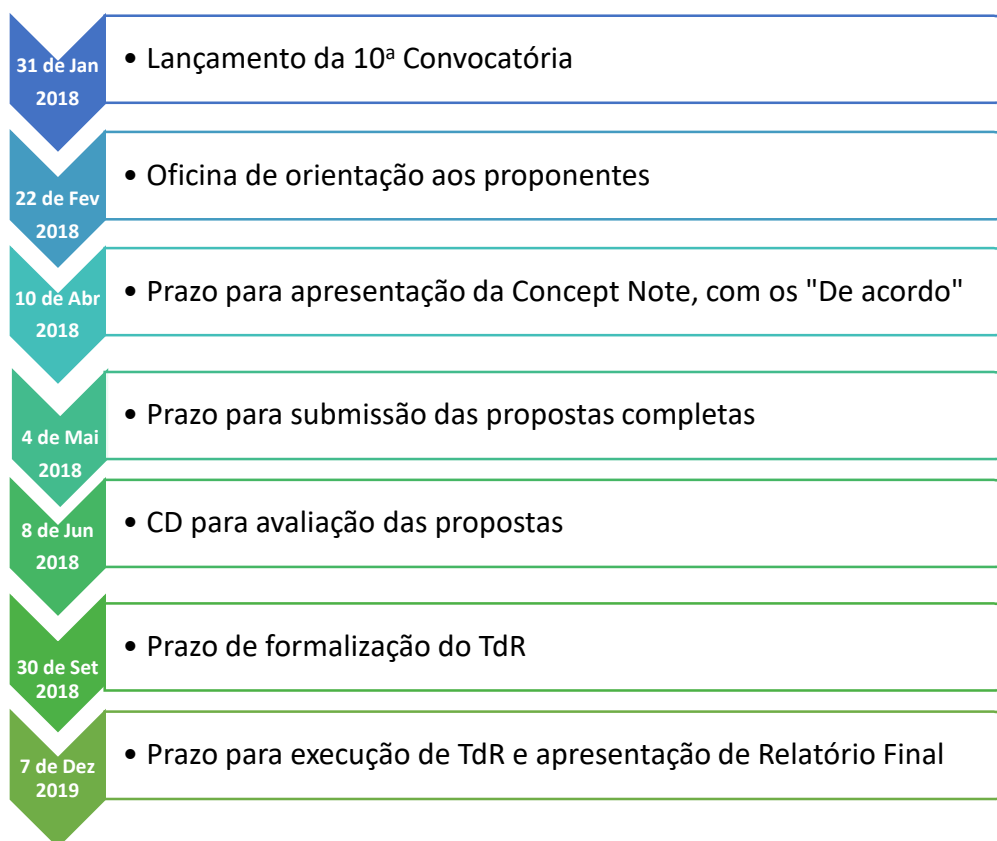 31 de Jan
2018
• Lançamento da 10ª Convocatória
22 de Fev
2018
• Oficina de orientação aos proponentes
10 de Abr
2018
• Prazo para apresentação da Concept Note, com os "De acordo"
4 de Mai
2018
• Prazo para submissão das propostas completas
8 de Jun
2018
• CD para avaliação das propostas
30 de Set
2018
• Prazo de formalização do TdR
7 de Dez
2019
• Prazo para execução de TdR e apresentação de Relatório Final